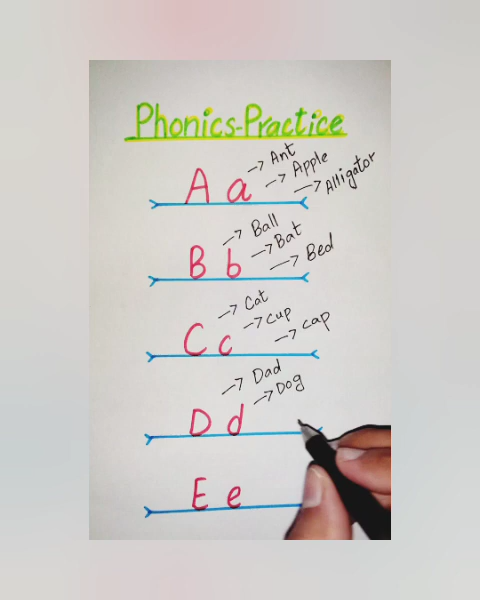 Phonics-Practice
A a → Ant
→ Apple
→ Alligator
B b → Ball
→ Bat
→ Bed
C c → Cat
→ cup
→ cap
D d → Dad
→ Dog
E e